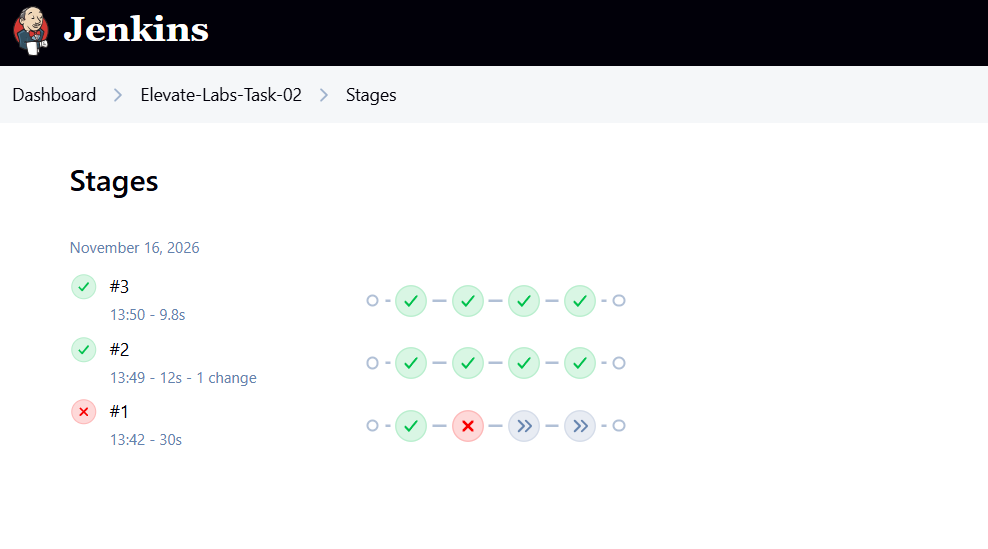 Jenkins
Dashboard Elevate-Labs-Task-02 Stages
Stages
November 16, 2026
#3
13:50 - 9.8s
#2
13:49 - 12s - 1 change
#1
13:42 - 30s